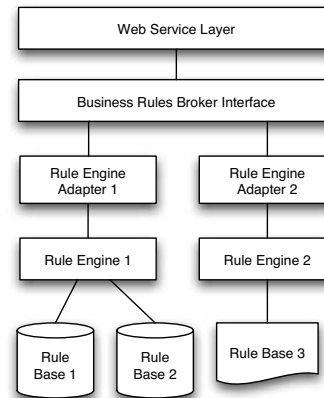 Web Service Layer
Business Rules Broker Interface
Rule Engine
Adapter 1
Rule Engine
Adapter 2
Rule Engine 1
Rule Engine 2
Rule
Base 1
Rule
Base 2
Rule Base 3